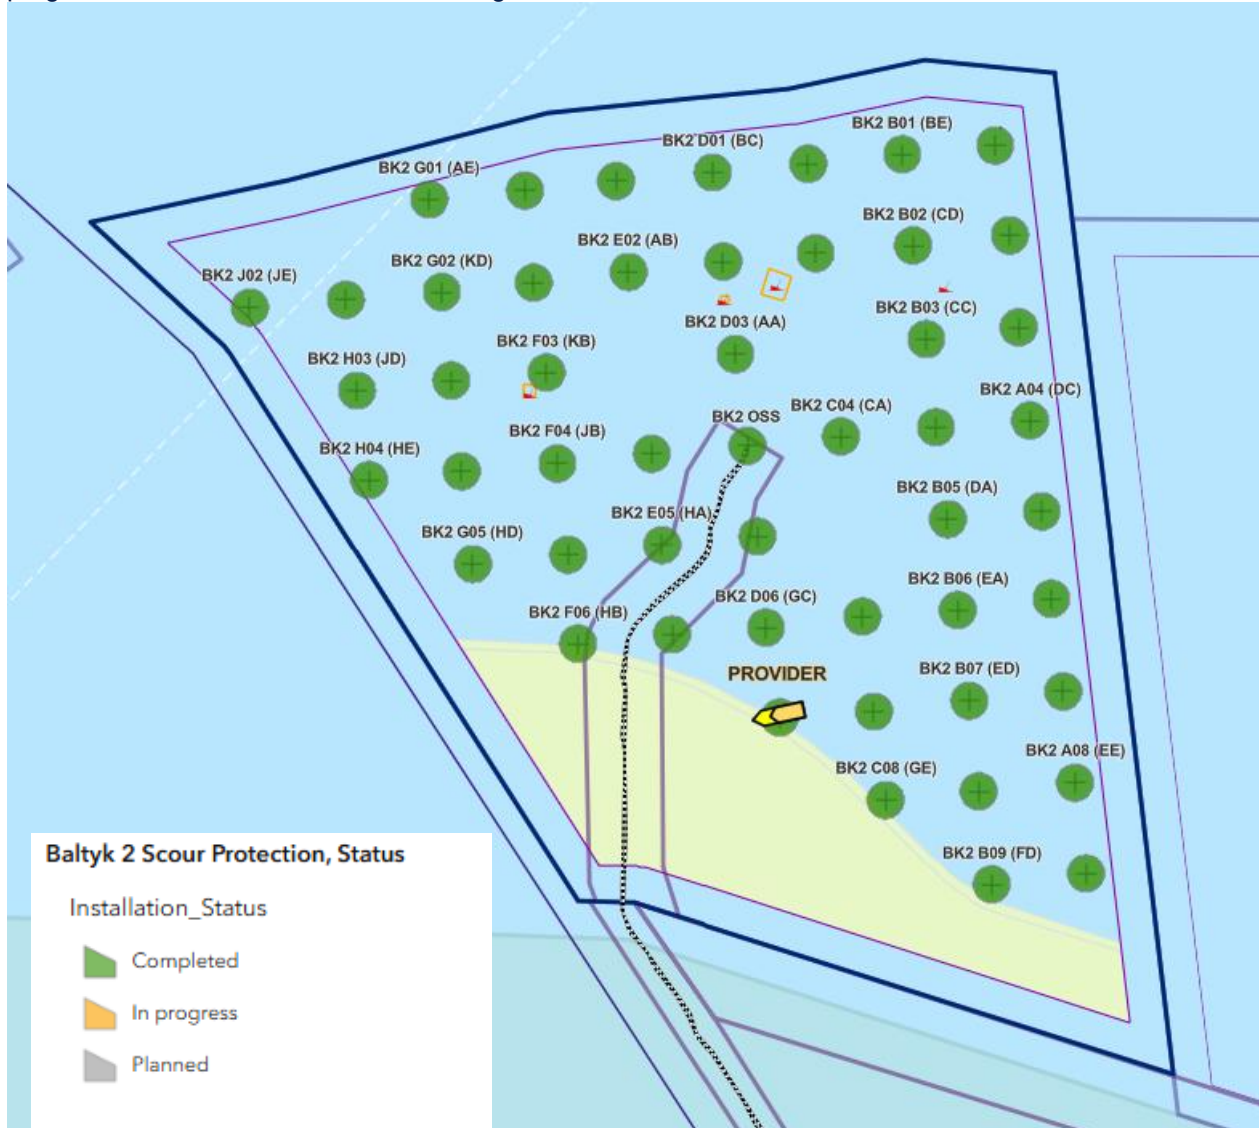 BK2 B01 (BE)
BK2 D01 (BC)
BK2 G01 (AE)
BK2 B02 (CD)
BK2 E02 (AB)
BK2 G02 (KD)
BK2 J02 (JE)
BK2 B03 (CC)
BK2 D03 (AA)
BK2 F03 (KB)
BK2 H03 (JD)
BK2 A04 (DC)
BK2 C04 (CA)
BK2 OSS
BK2 F04 (JB)
BK2 H04 (HE)
BK2 B05 (DA)
BK2 E05 (HA)
BK2 G05 (HD)
BK2 B06 (EA)
BK2 D06 (GC)
BK2 F06 (HB)
BK2 B07 (ED)
PROVIDER
BK2 A08 (EE)
BK2 C08 (GE)
BK2 B09 (FD)
Baltyk 2 Scour Protection, Status
Installation_Status
Completed
In progress
Planned